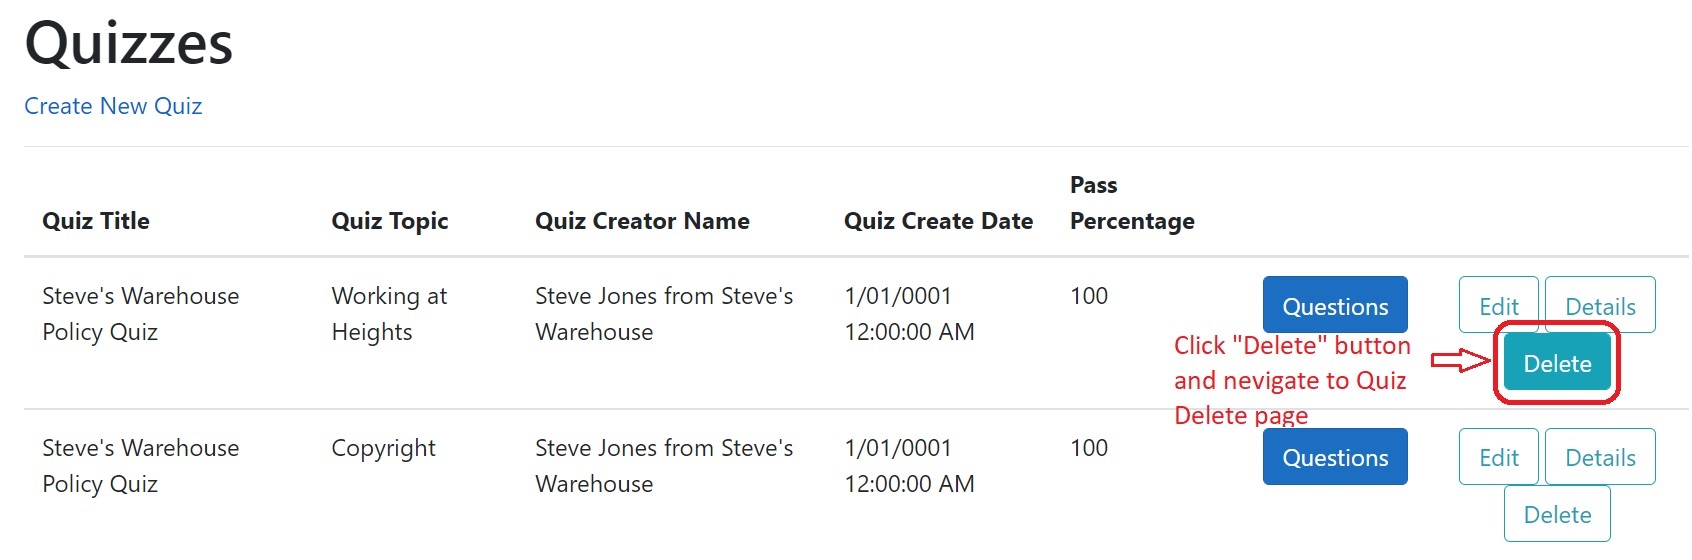 Quizzes
Create New Quiz
Pass
Quiz Title Quiz Topic Quiz Creator Name Quiz Create Date Percentage
Steve's Warehouse Working at Steve Jones from Steve's 1/01/0001 100 Questions Edit Details
Policy Quiz Heights Warehouse 12:00:00 AM
Click "Delete" button
Delete
and nevigate to Quiz
Delete page
Steve's Warehouse Copyright Steve Jones from Steve's 1/01/0001 100 Questions Edit Details
Policy Quiz Warehouse 12:00:00 AM
Delete